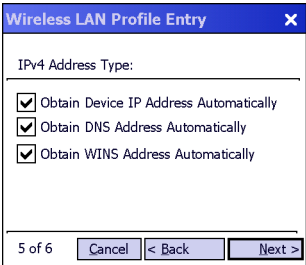 Wireless LAN Profile Entry
IPv4 Address Type:
Obtain Device IP Address Automatically
Obtain DNS Address Automatically
Obtain WINS Address Automatically
5 of 6 Cancel < Back Next >